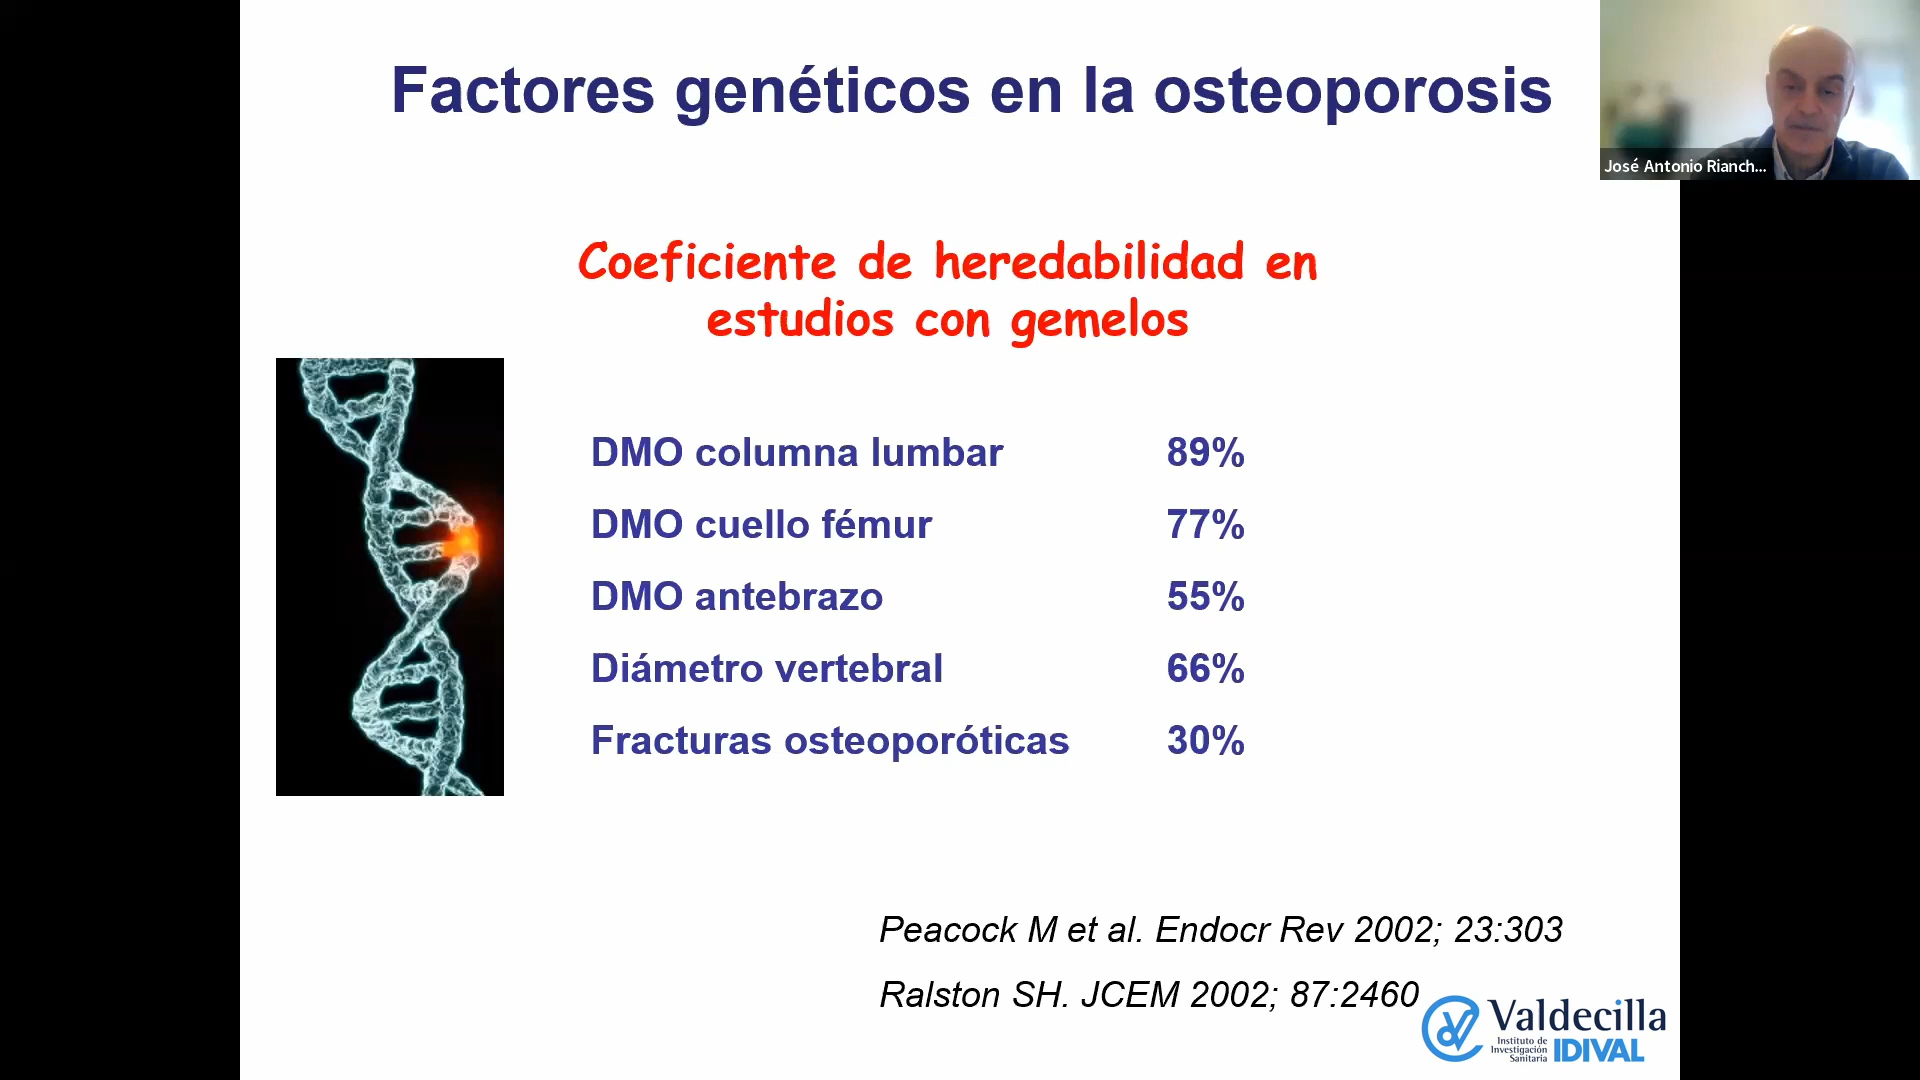 Factores genéticos en la osteoporosis
José Antonio Rianch...
Coeficiente de heredabilidad en
estudios con gemelos
DMO columna lumbar 89%
DMO cuello fémur 77%
DMO antebrazo 55%
Diámetro vertebral 66%
Fracturas osteoporóticas 30%
Peacock M et al. Endocr Rev 2002; 23:303
Ralston SH. JCEM 2002; 87:2460
Valdecilla
Instituto de
Investigación
Sanitaria
IDIVAL